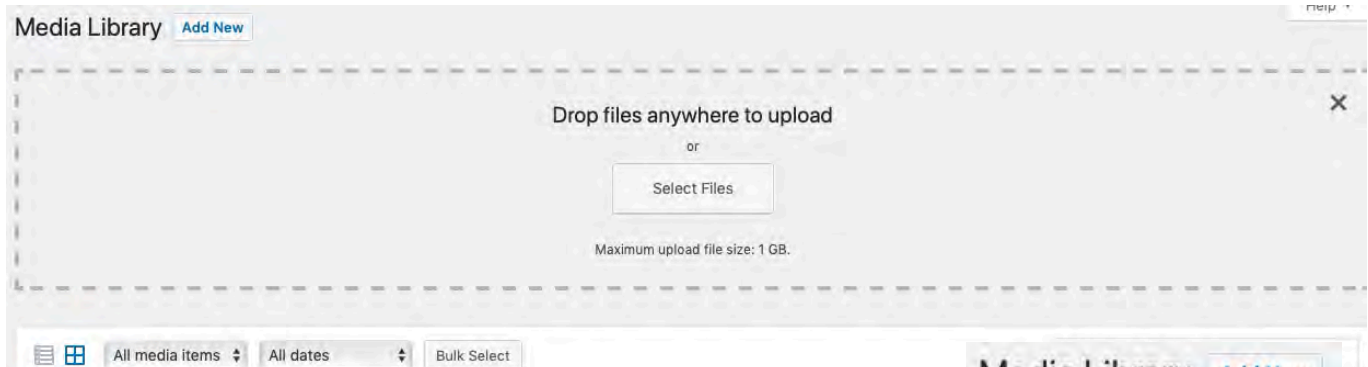 Media Library Add New
Help
Drop files anywhere to upload
or
Select Files
Maximum upload file size: 1 GB.
All media items All dates Bulk Select